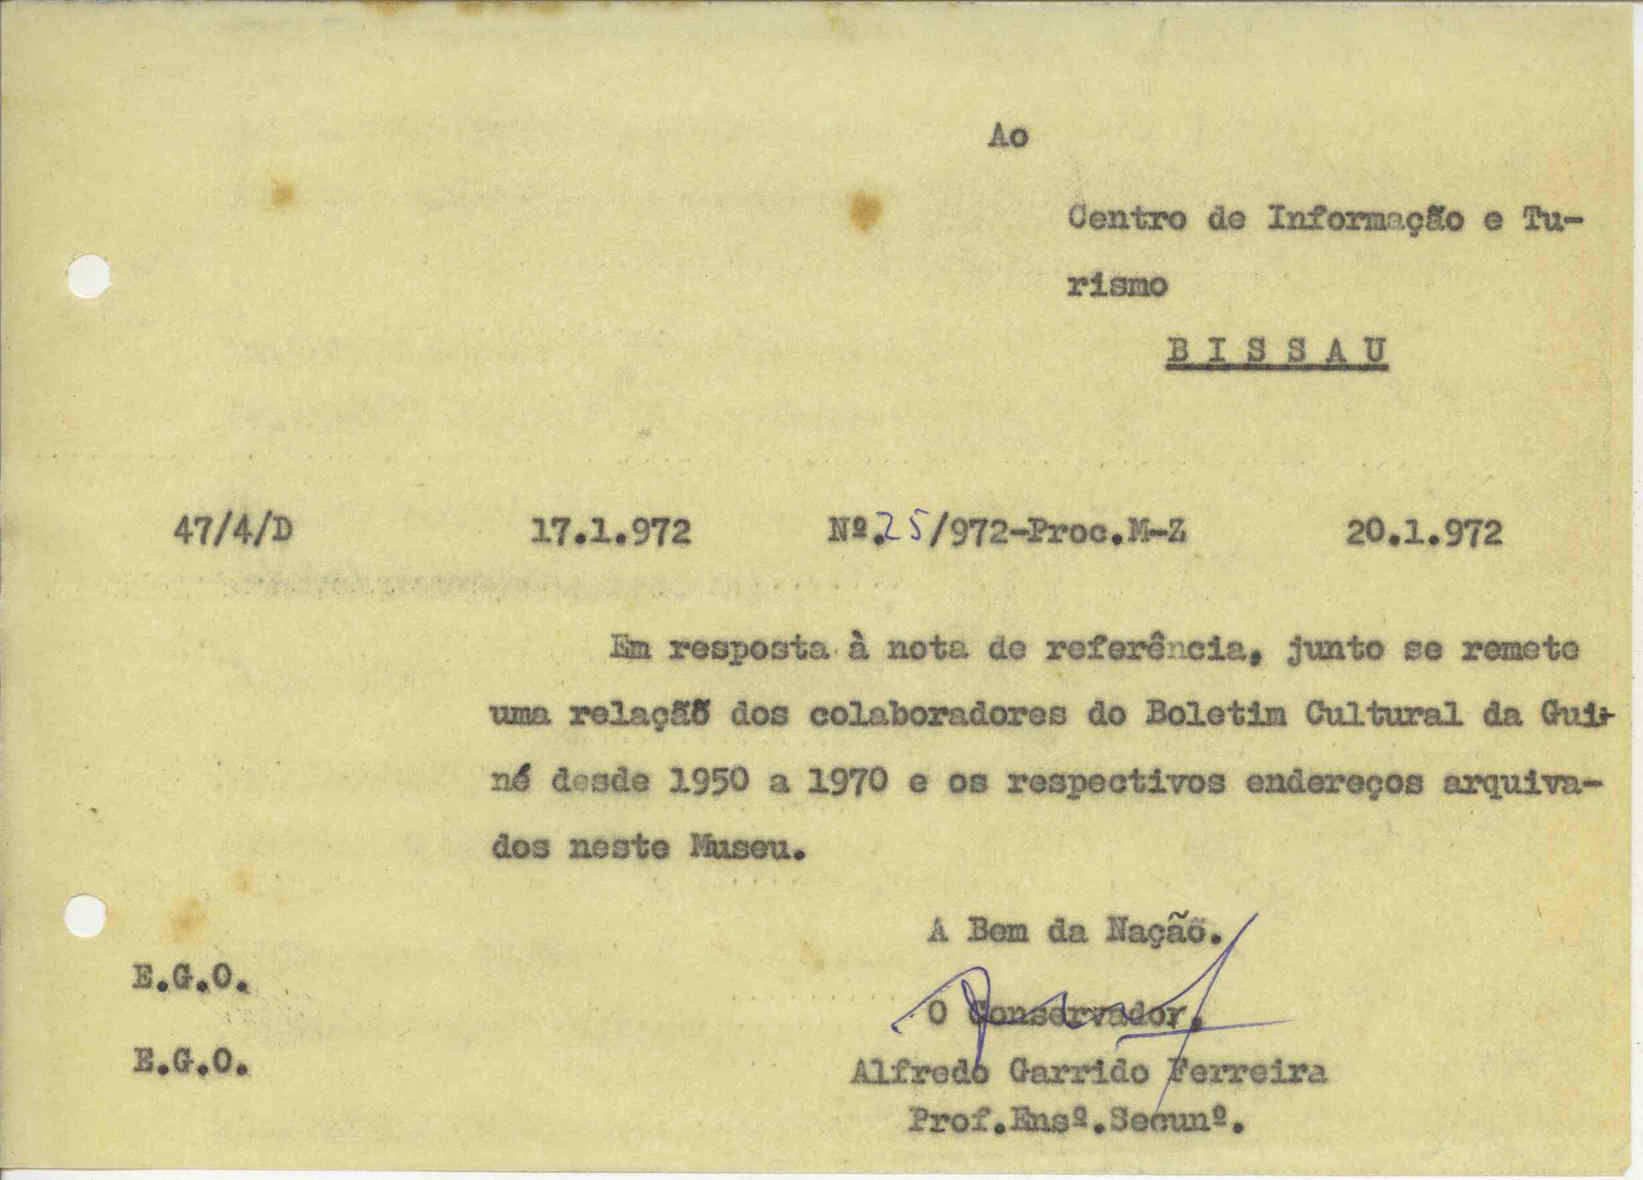 Ao
Centro de Informação e Tu-
rismo
B I S S A U
47/4/D 17.1.972 Nº.25/972-Proc.M-Z 20.1.972
Em resposta à nota de referência, junto se remete
uma relação dos colaboradores do Boletim Cultural da Gui-
né desde 1950 a 1970 e os respectivos endereços arquiva-
dos neste Museu.
A Bem da Nação.
E.G.O.
O Conservador.
E.G.O.
Alfredo Garrido Ferreira
Prof.Ensº.Secunº.